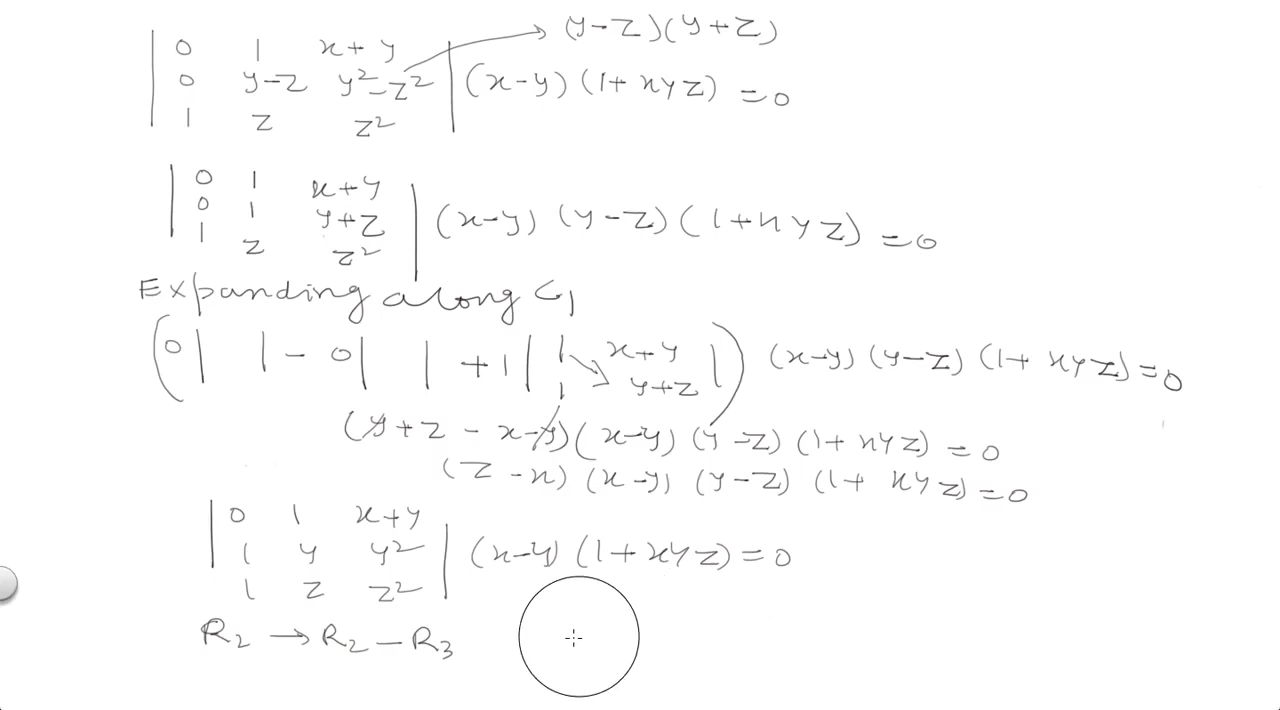 (y-z)(y+z)
| 0 1 x+y |
| 0 y-z y²-z² | (x-y) (1+ xyz) =0
| 1 z z² |
| 0 1 x+y |
| 0 1 y+z | (x-y) (y-z) (1+xyz) =0
| 1 z z² |
Expanding along C₁
(0| | - 0| | +1| 1 x+y |) (x-y) (y-z) (1+ xyz) =0
1 y+z
(y+z - x-y) (x-y) (y-z) (1+ xyz) =0
(z-x) (x-y) (y-z) (1+ xyz) =0
| 0 1 x+y |
| 1 y y² | (x-y) (1+xyz) =0
| 1 z z² |
R₂ → R₂ - R₃